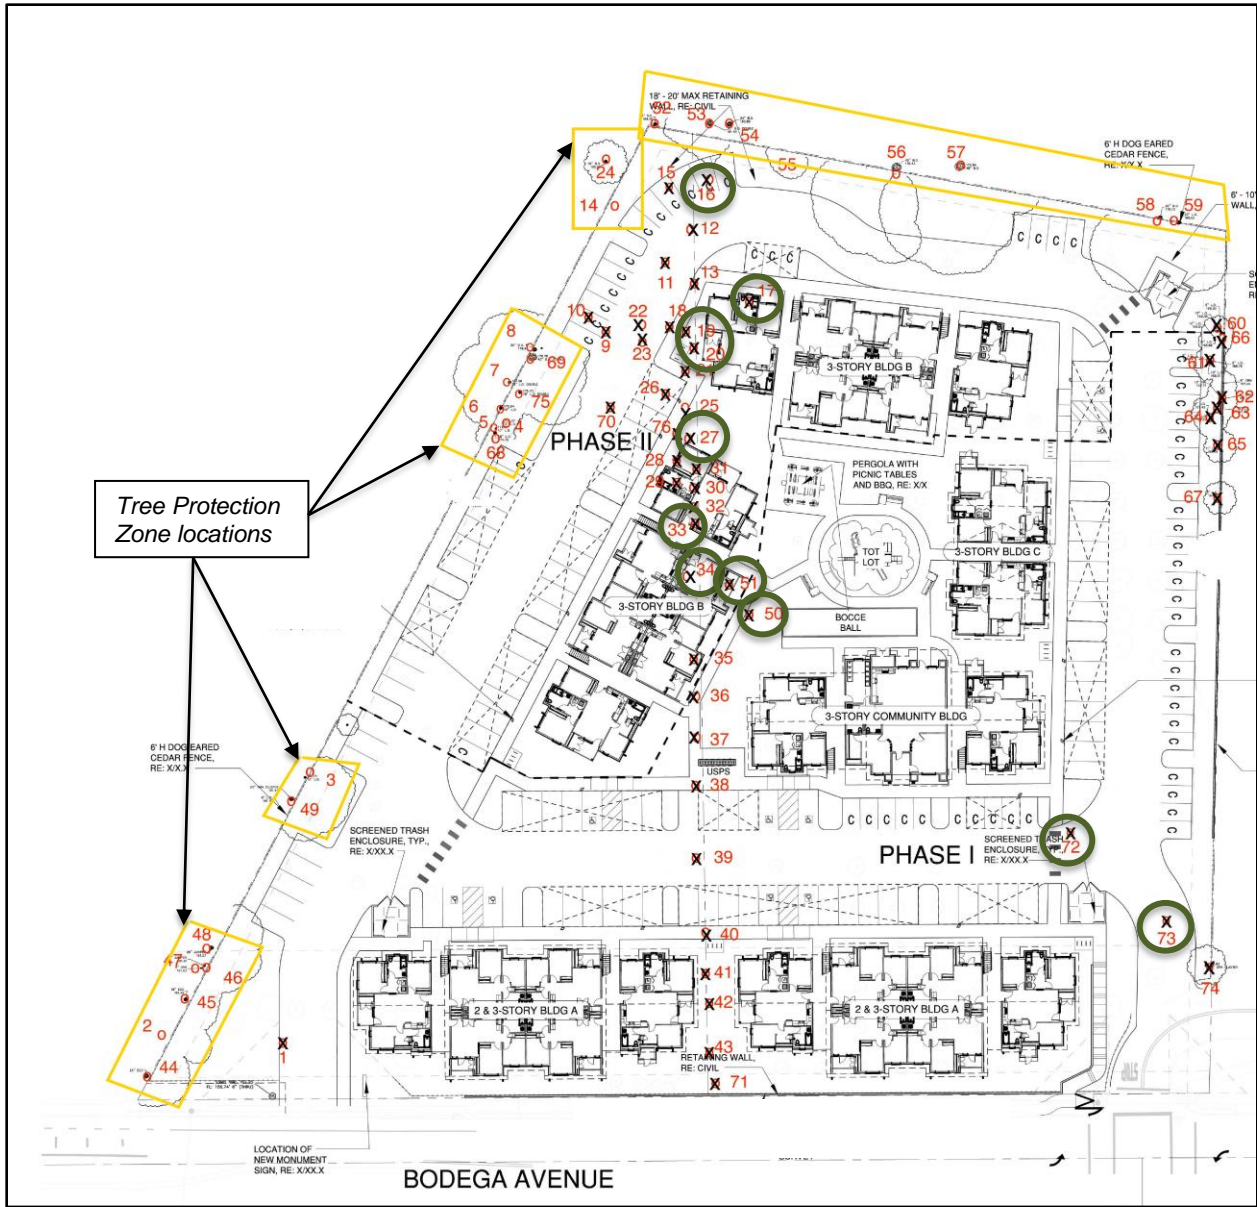 18' - 20' MAX RETAINING
WALL, RE: CIVIL
52
53
54
55
56
57
6' H DOG EARED
CEDAR FENCE,
RE: X/X.X
58
59
6' - 10'
WALL,
24
14
15
16
12
11
13
17
10
9
22
23
18
19
20
26
25
70
76
27
28
31
30
32
33
34
51
50
8
7
69
6
75
5
4
68
60
66
61
62
63
64
65
67
C C C
C C C C
3-STORY BLDG B
PHASE II
PERGOLA WITH
PICNIC TABLES
AND BBQ, RE: X/X
Tree Protection
Zone locations
TOT
LOT
3-STORY BLDG C
3-STORY BLDG B
BOCCE
BALL
35
36
3-STORY COMMUNITY BLDG
37
USPS
38
6' H DOG EARED
CEDAR FENCE,
RE: X/X.X
3
49
SCREENED TRASH
ENCLOSURE, TYP.,
RE: X/XX.X
C C C C C C C C
39
PHASE I
SCREENED TRASH
ENCLOSURE, TYP.,
RE: X/XX.X
72
73
74
48
47
46
45
2
44
1
40
41
42
43
71
2 & 3-STORY BLDG A
2 & 3-STORY BLDG A
RETAINING WALL,
RE: CIVIL
STOP
LOCATION OF
NEW MONUMENT
SIGN, RE: X/XX.X
BODEGA AVENUE